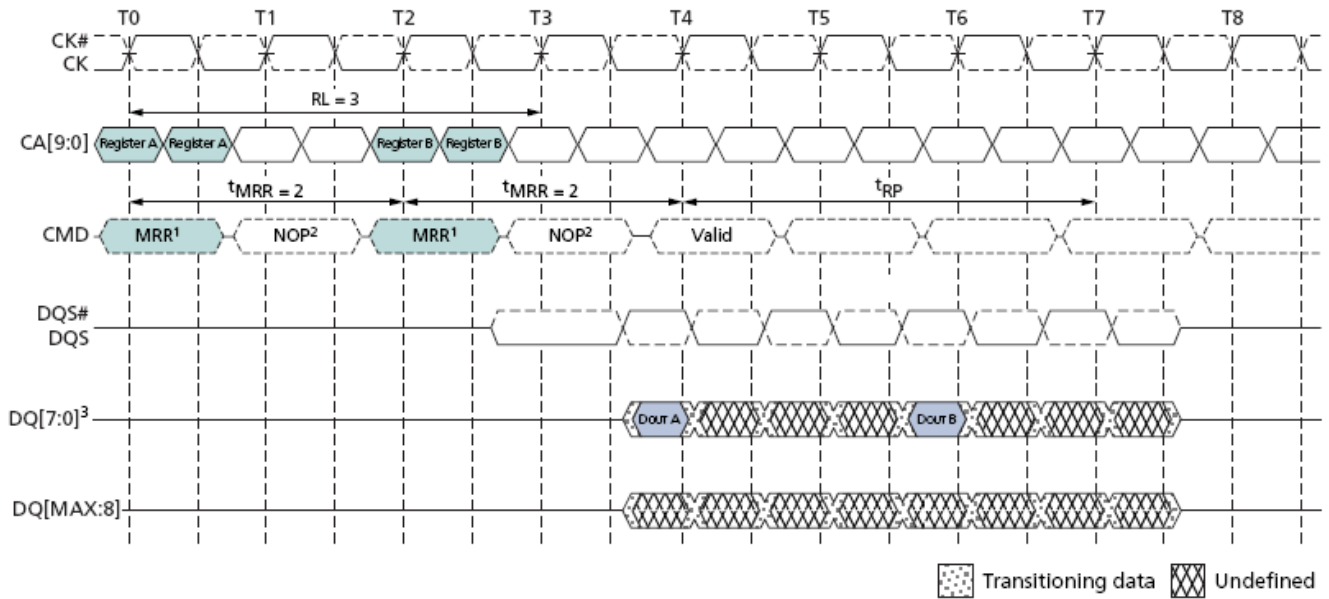 T0 T1 T2 T3 T4 T5 T6 T7 T8
CK#
CK
RL = 3
CA[9:0] Register A Register A Register B Register B
tMRR = 2 tMRR = 2 tRP
CMD MRR1 NOP2 MRR1 NOP2 Valid
DQS#
DQS
DQ[7:0]3 DOUT A DOUT B
DQ[MAX:8]
Transitioning data Undefined